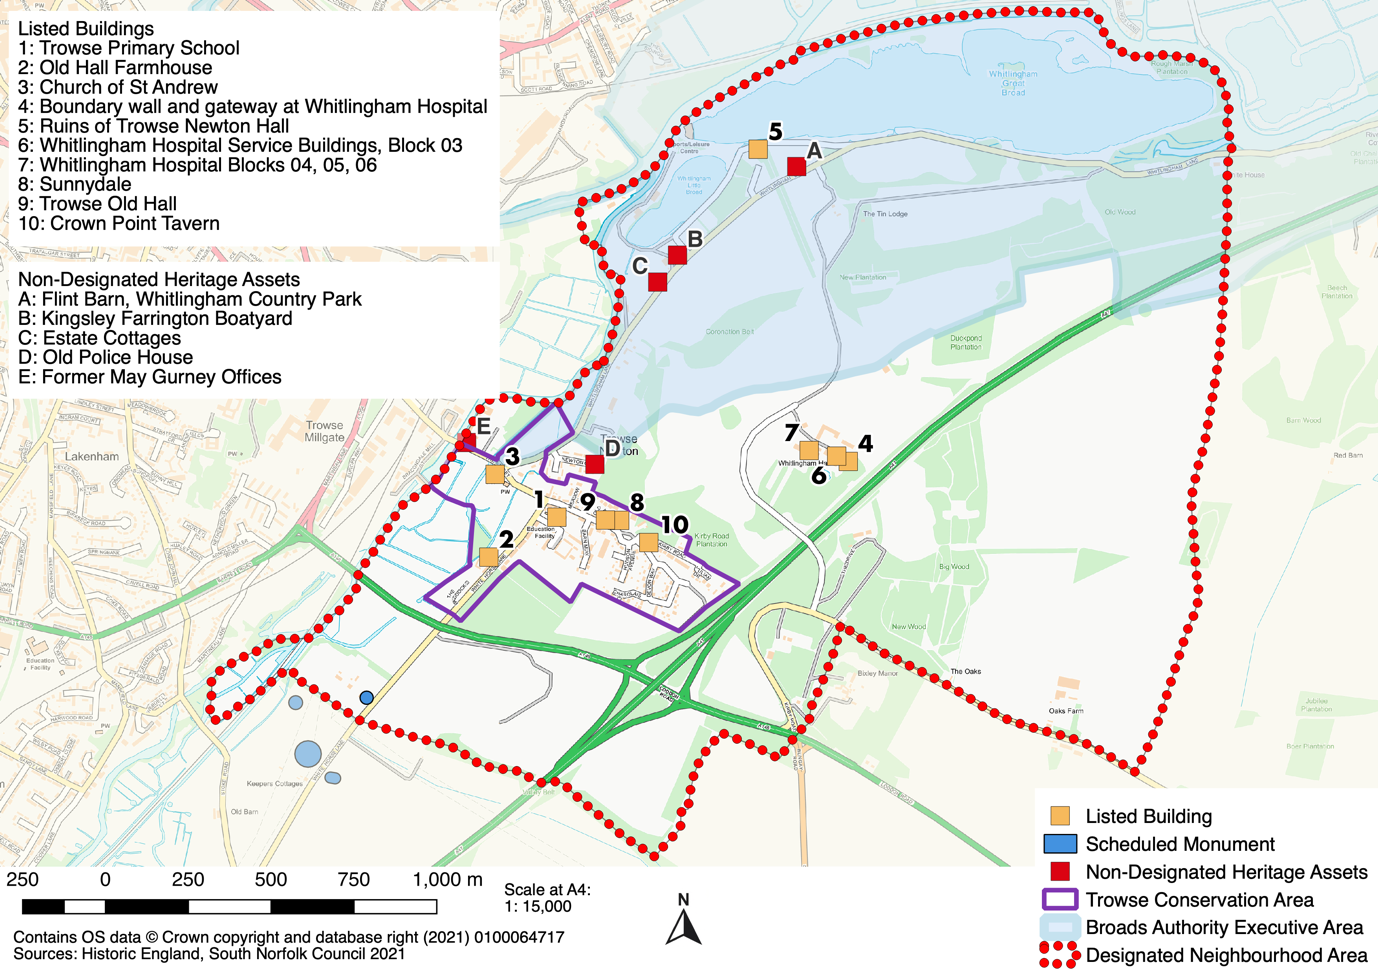 Listed Buildings
1: Trowse Primary School
2: Old Hall Farmhouse
3: Church of St Andrew
4: Boundary wall and gateway at Whitlingham Hospital
5: Ruins of Trowse Newton Hall
6: Whitlingham Hospital Service Buildings, Block 03
7: Whitlingham Hospital Blocks 04, 05, 06
8: Sunnydale
9: Trowse Old Hall
10: Crown Point Tavern
Non-Designated Heritage Assets
A: Flint Barn, Whitlingham Country Park
B: Kingsley Farrington Boatyard
C: Estate Cottages
D: Old Police House
E: Former May Gurney Offices
Whitlingham
Great
Broad
5
A
The Tin Lodge
Old Wood
B
C
New Plantation
Coronation Belt
Duckpond
Plantation
Beech
Plantation
Trowse
Millgate
Lakenham
E
3
PW
D
7
4
6
Barn Wood
Red Barn
1
9
8
10
2
Education
Facility
Kirby Road
Plantation
Big Wood
New Wood
Bixley Manor
The Oaks
Oaks Farm
Jubilee
Plantation
Education
Facility
PW
Keepers Cottages
Old Barn
Listed Building
Scheduled Monument
Non-Designated Heritage Assets
Trowse Conservation Area
Broads Authority Executive Area
Designated Neighbourhood Area
250 0 250 500 750 1,000 m
Scale at A4:
1: 15,000
N
Contains OS data © Crown copyright and database right (2021) 0100064717
Sources: Historic England, South Norfolk Council 2021